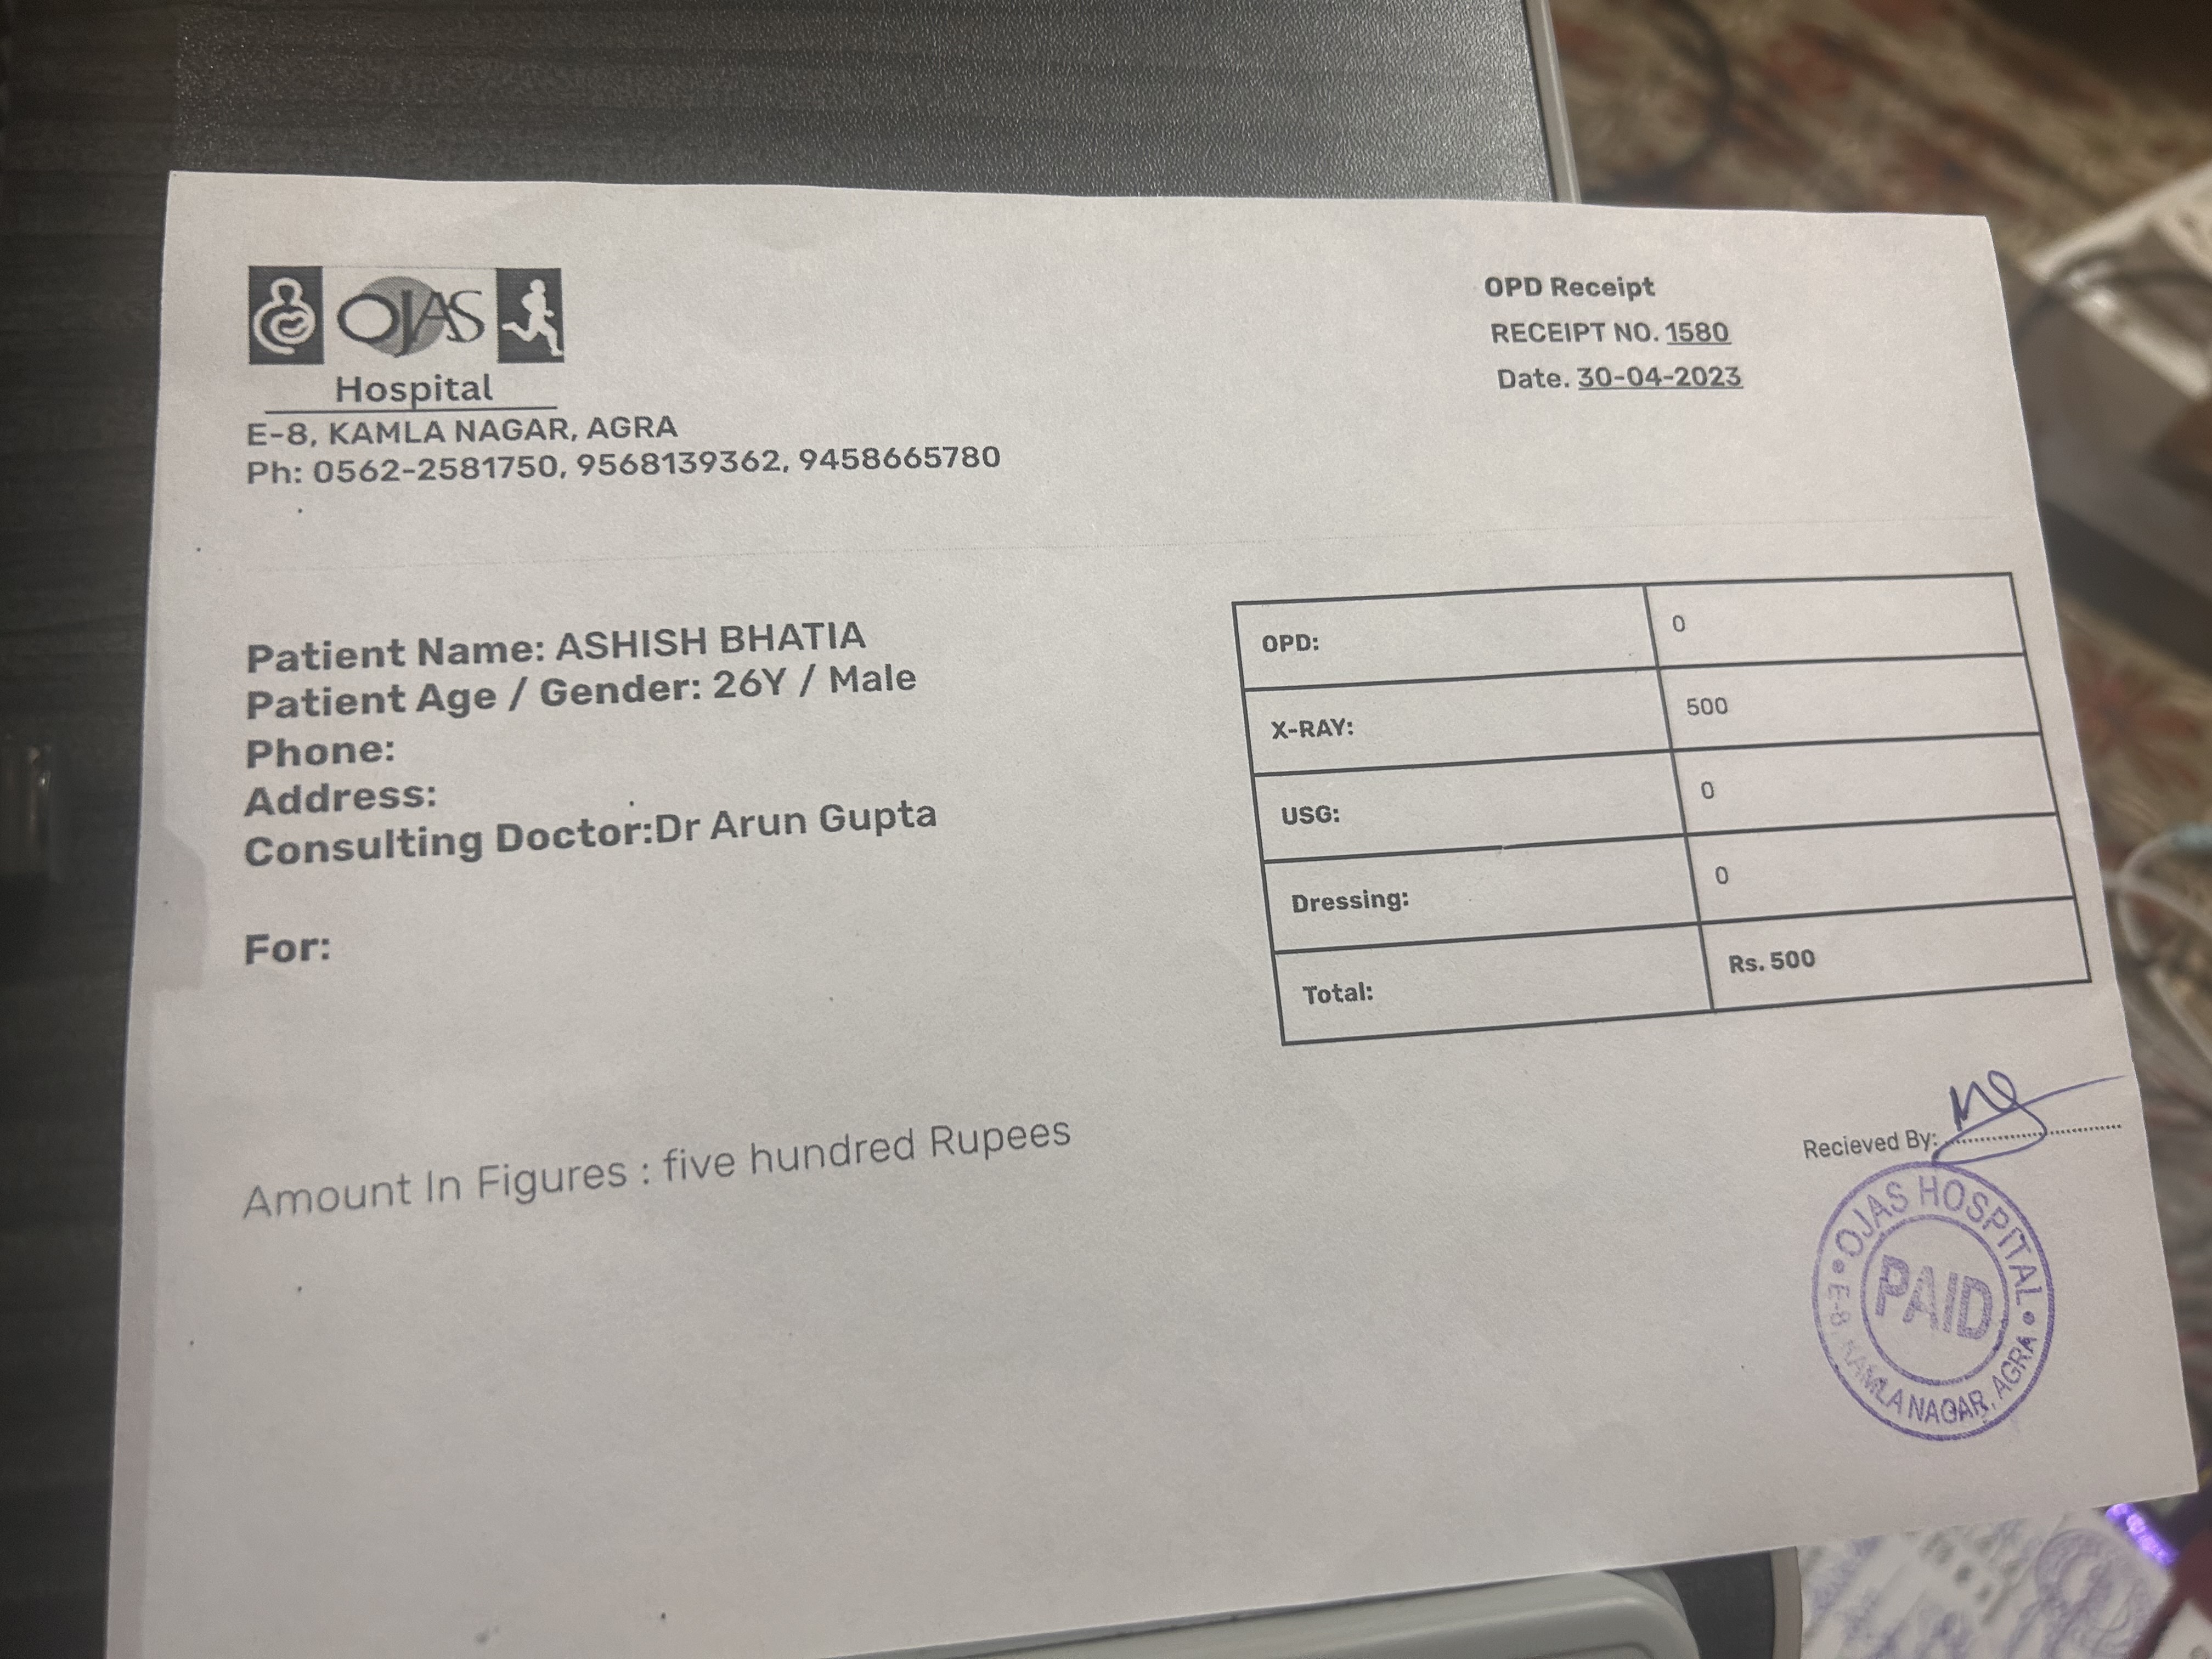 OJAS
Hospital
E-8, KAMLA NAGAR, AGRA
Ph: 0562-2581750, 9568139362, 9458665780
OPD Receipt
RECEIPT NO. 1580
Date. 30-04-2023
Patient Name: ASHISH BHATIA
Patient Age / Gender: 26Y / Male
Phone:
Address:
Consulting Doctor:Dr Arun Gupta
For:
OPD: 0
X-RAY: 500
USG: 0
Dressing: 0
Total: Rs. 500
Amount In Figures : five hundred Rupees
Recieved By:
OJAS HOSPITAL
PAID
E-8, KAMLA NAGAR, AGRA